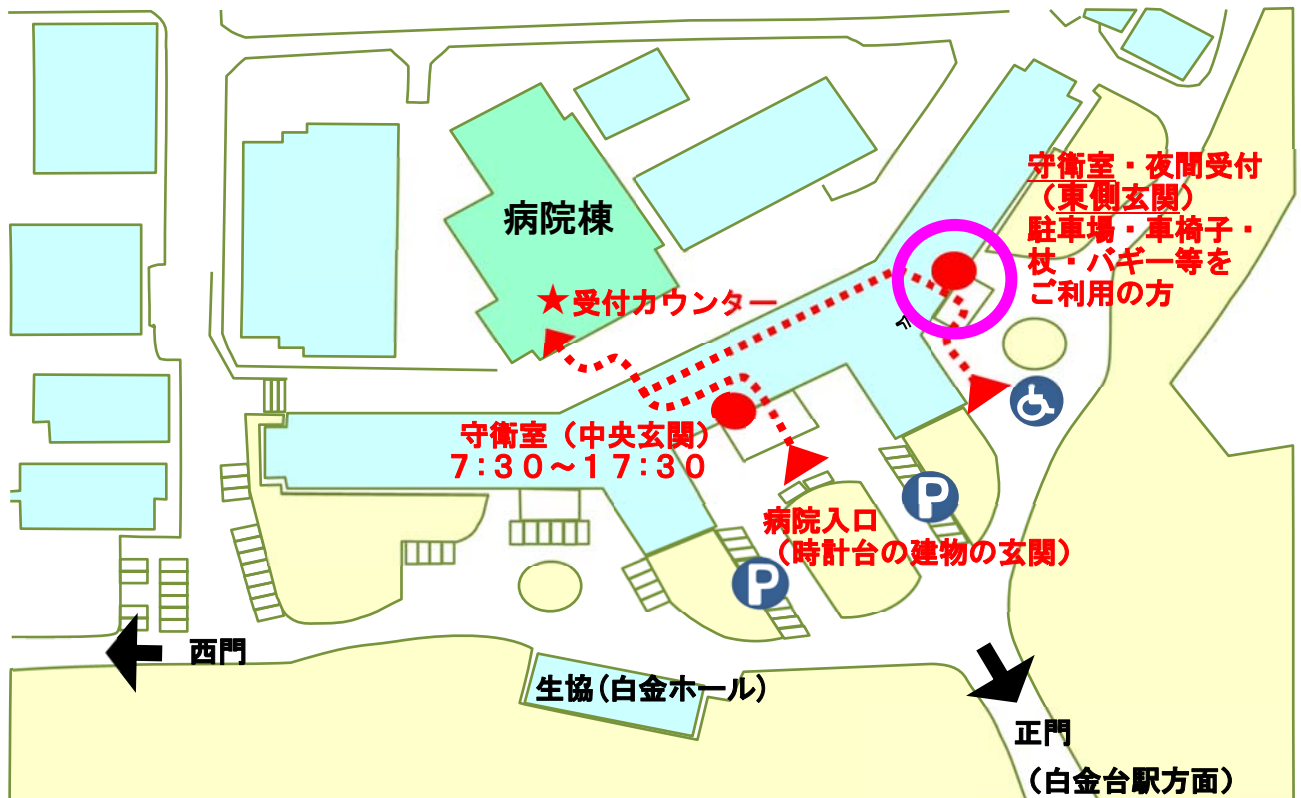 守衛室・夜間受付
（東側玄関）
駐車場・車椅子・
杖・バギー等を
ご利用の方
病院棟
★受付カウンター
守衛室（中央玄関）
７：３０～１７：３０
病院入口
（時計台の建物の玄関）
P
P
西門
生協(白金ホール)
正門
（白金台駅方面）